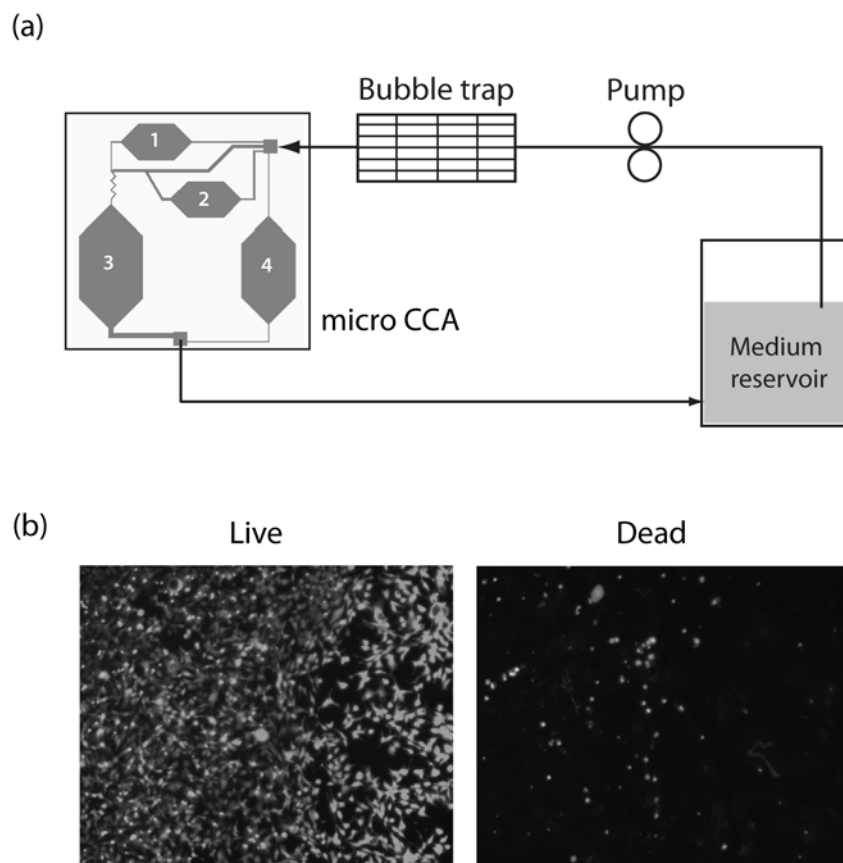 (a)
Bubble trap
Pump
1
2
3
4
micro CCA
Medium
reservoir
(b)
Live
Dead